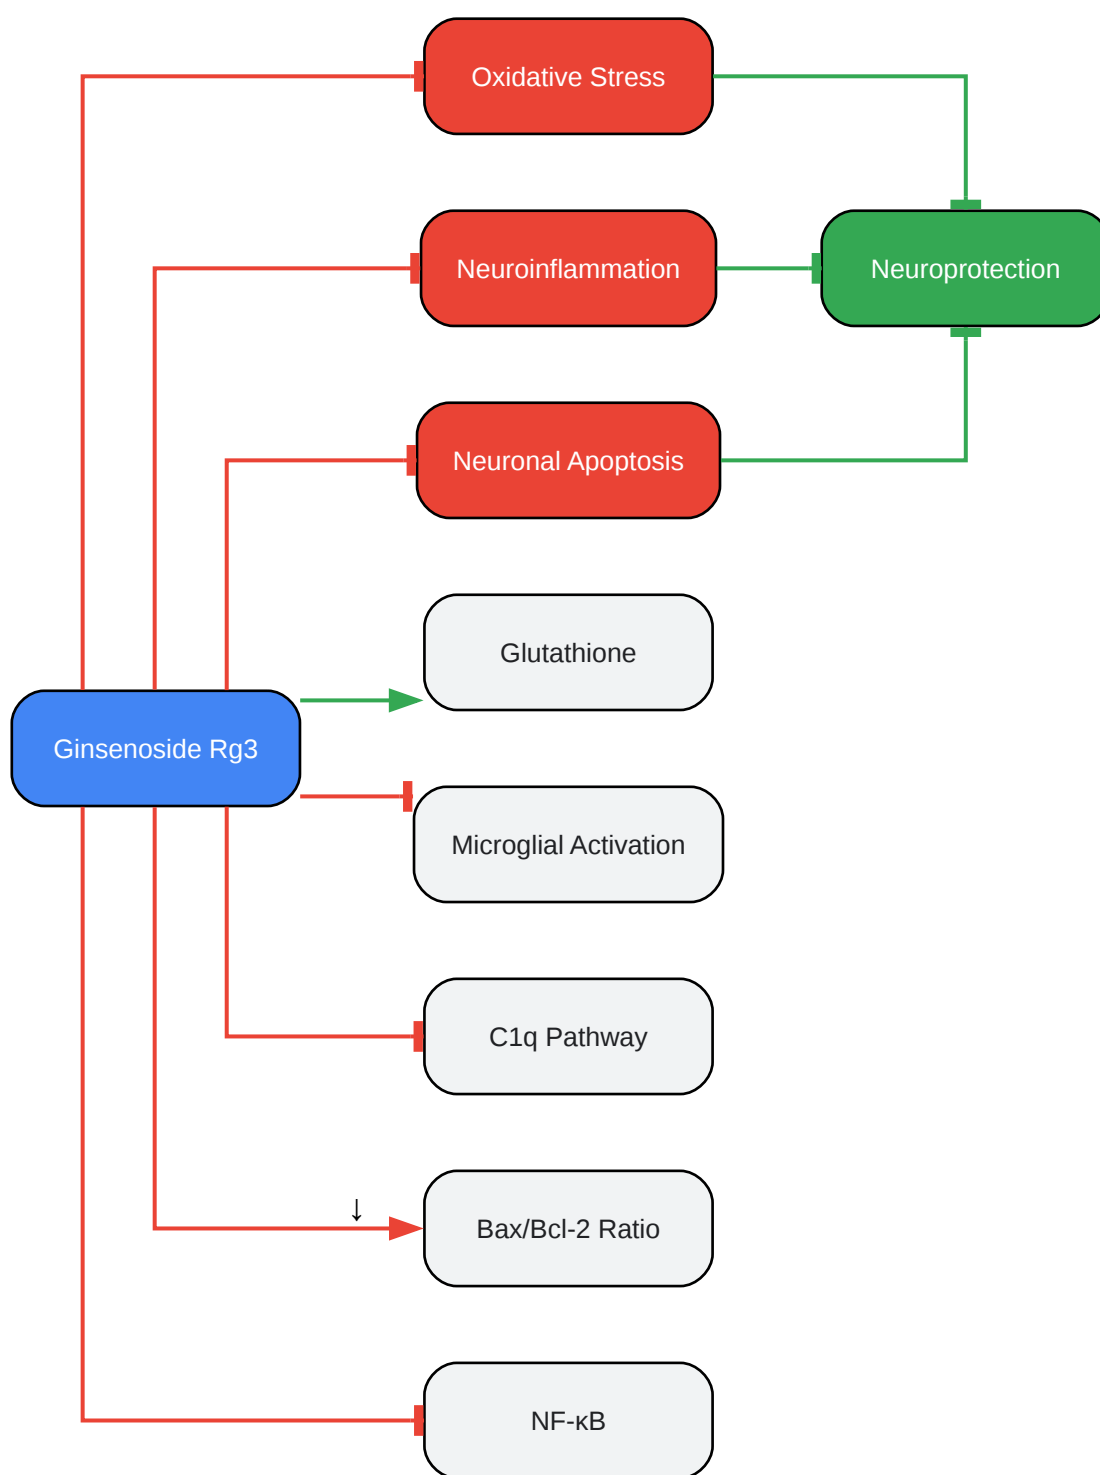 Oxidative Stress
Neuroinflammation
Neuroprotection
Neuronal Apoptosis
Glutathione
Ginsenoside Rg3
Microglial Activation
C1q Pathway
↓
Bax/Bcl-2 Ratio
NF-κB